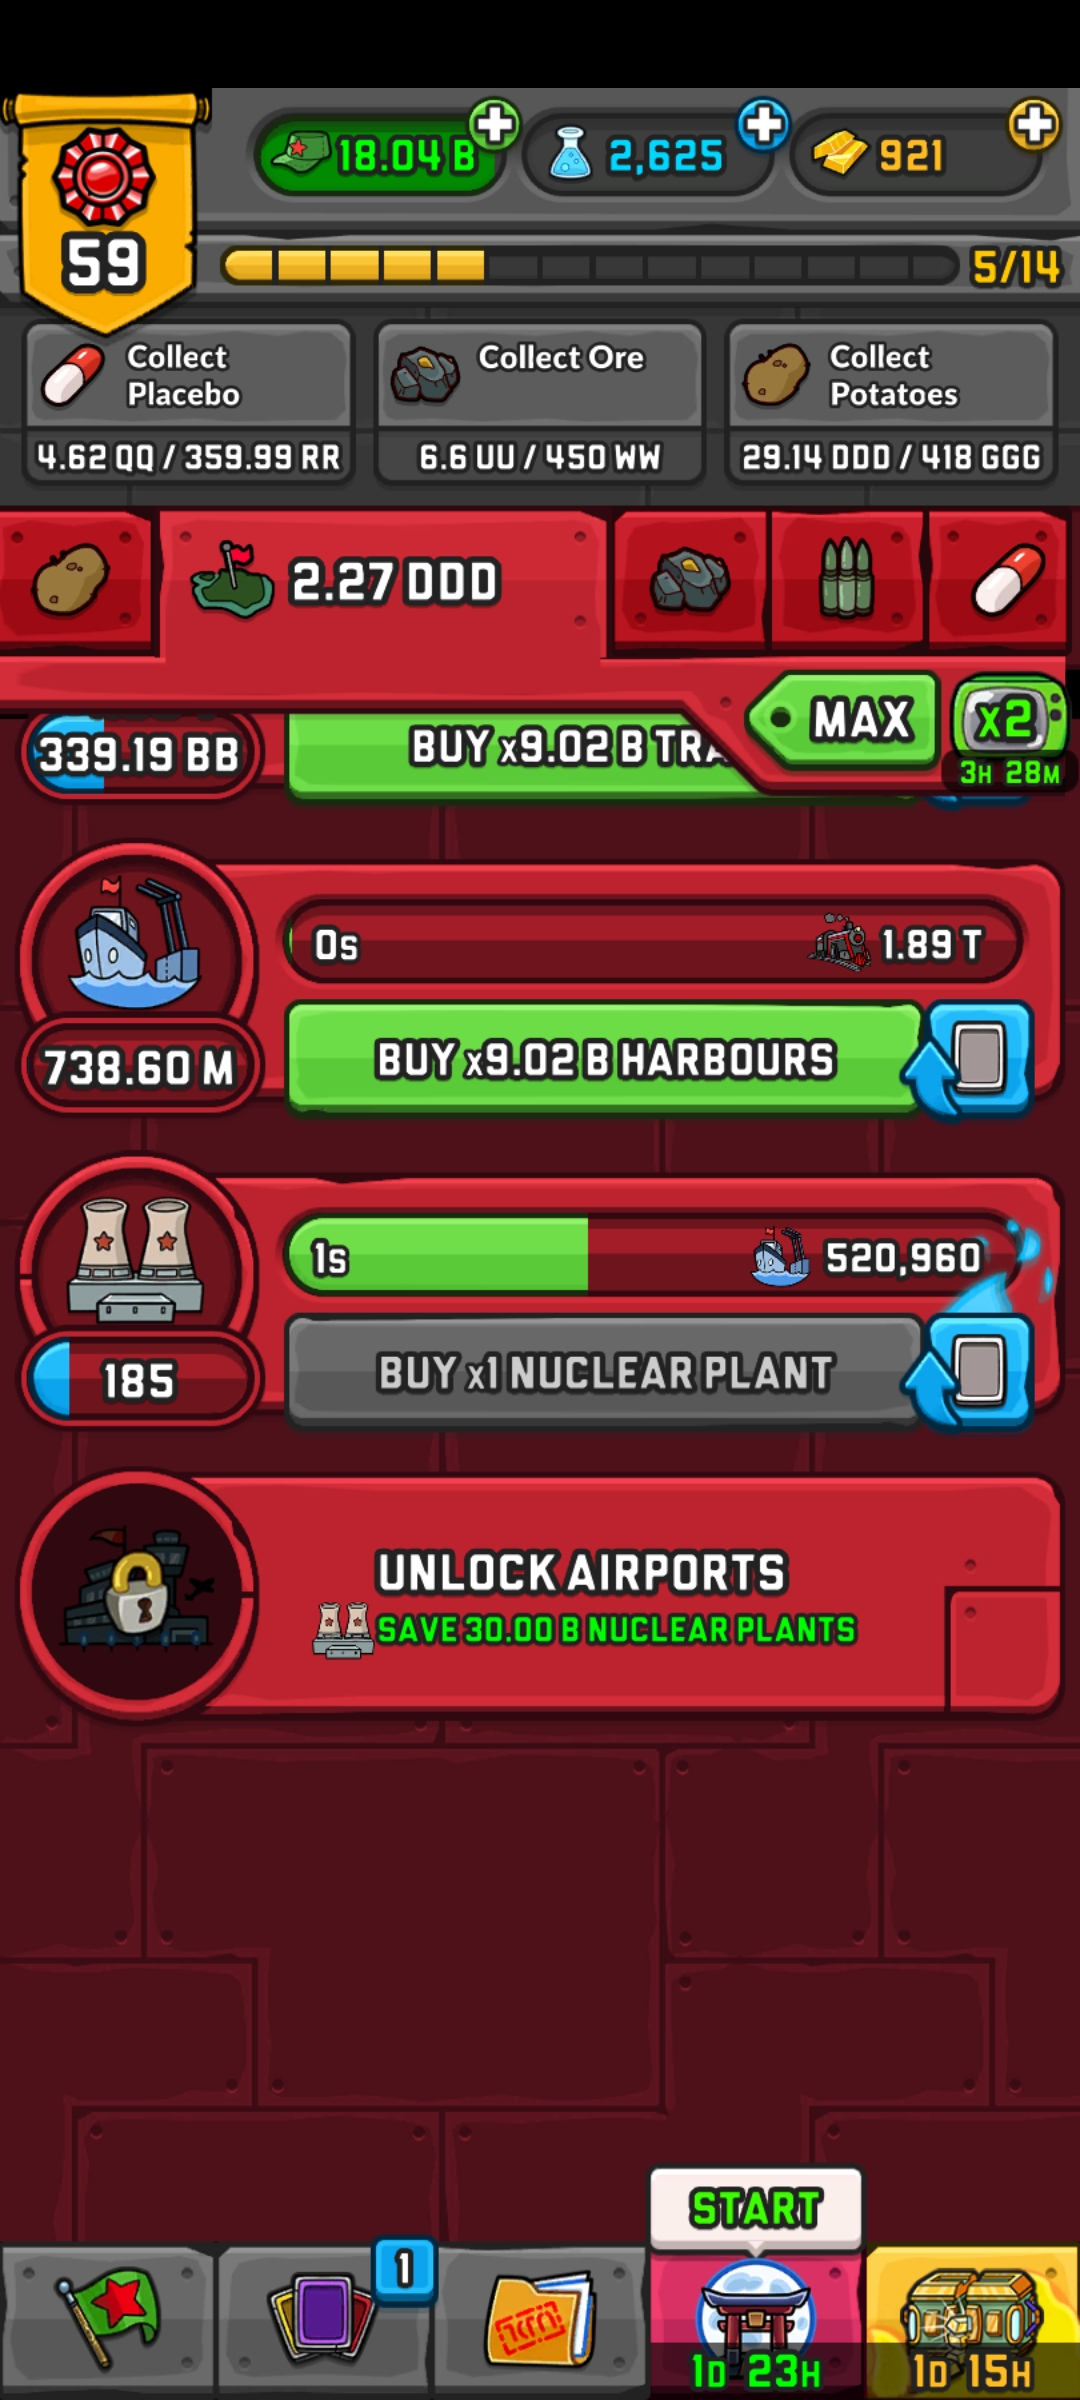 18.04 B
2,625
921
59
5/14
Collect
Placebo
4.62 QQ / 359.99 RR
Collect Ore
6.6 UU / 450 WW
Collect
Potatoes
29.14 DDD / 418 GGG
2.27 DDD
MAX
x2
3H 28M
339.19 BB
BUY x9.02 B
0s
1.89 T
738.60 M
BUY x9.02 B HARBOURS
1s
520,960
185
BUY x1 NUCLEAR PLANT
UNLOCK AIRPORTS
SAVE 30.00 B NUCLEAR PLANTS
START
1
1D 23H
1D 15H